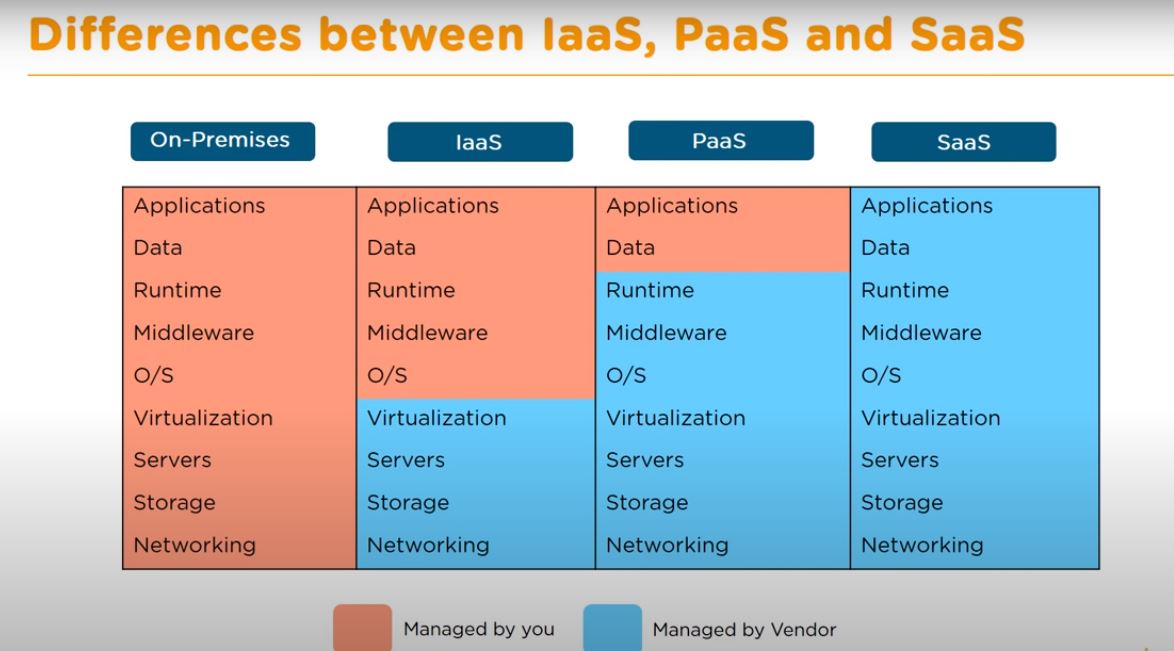 Differences between IaaS, PaaS and SaaS
On-Premises IaaS PaaS SaaS
Applications Applications Applications Applications
Data Data Data Data
Runtime Runtime Runtime Runtime
Middleware Middleware Middleware Middleware
O/S O/S O/S O/S
Virtualization Virtualization Virtualization Virtualization
Servers Servers Servers Servers
Storage Storage Storage Storage
Networking Networking Networking Networking
Managed by you Managed by Vendor